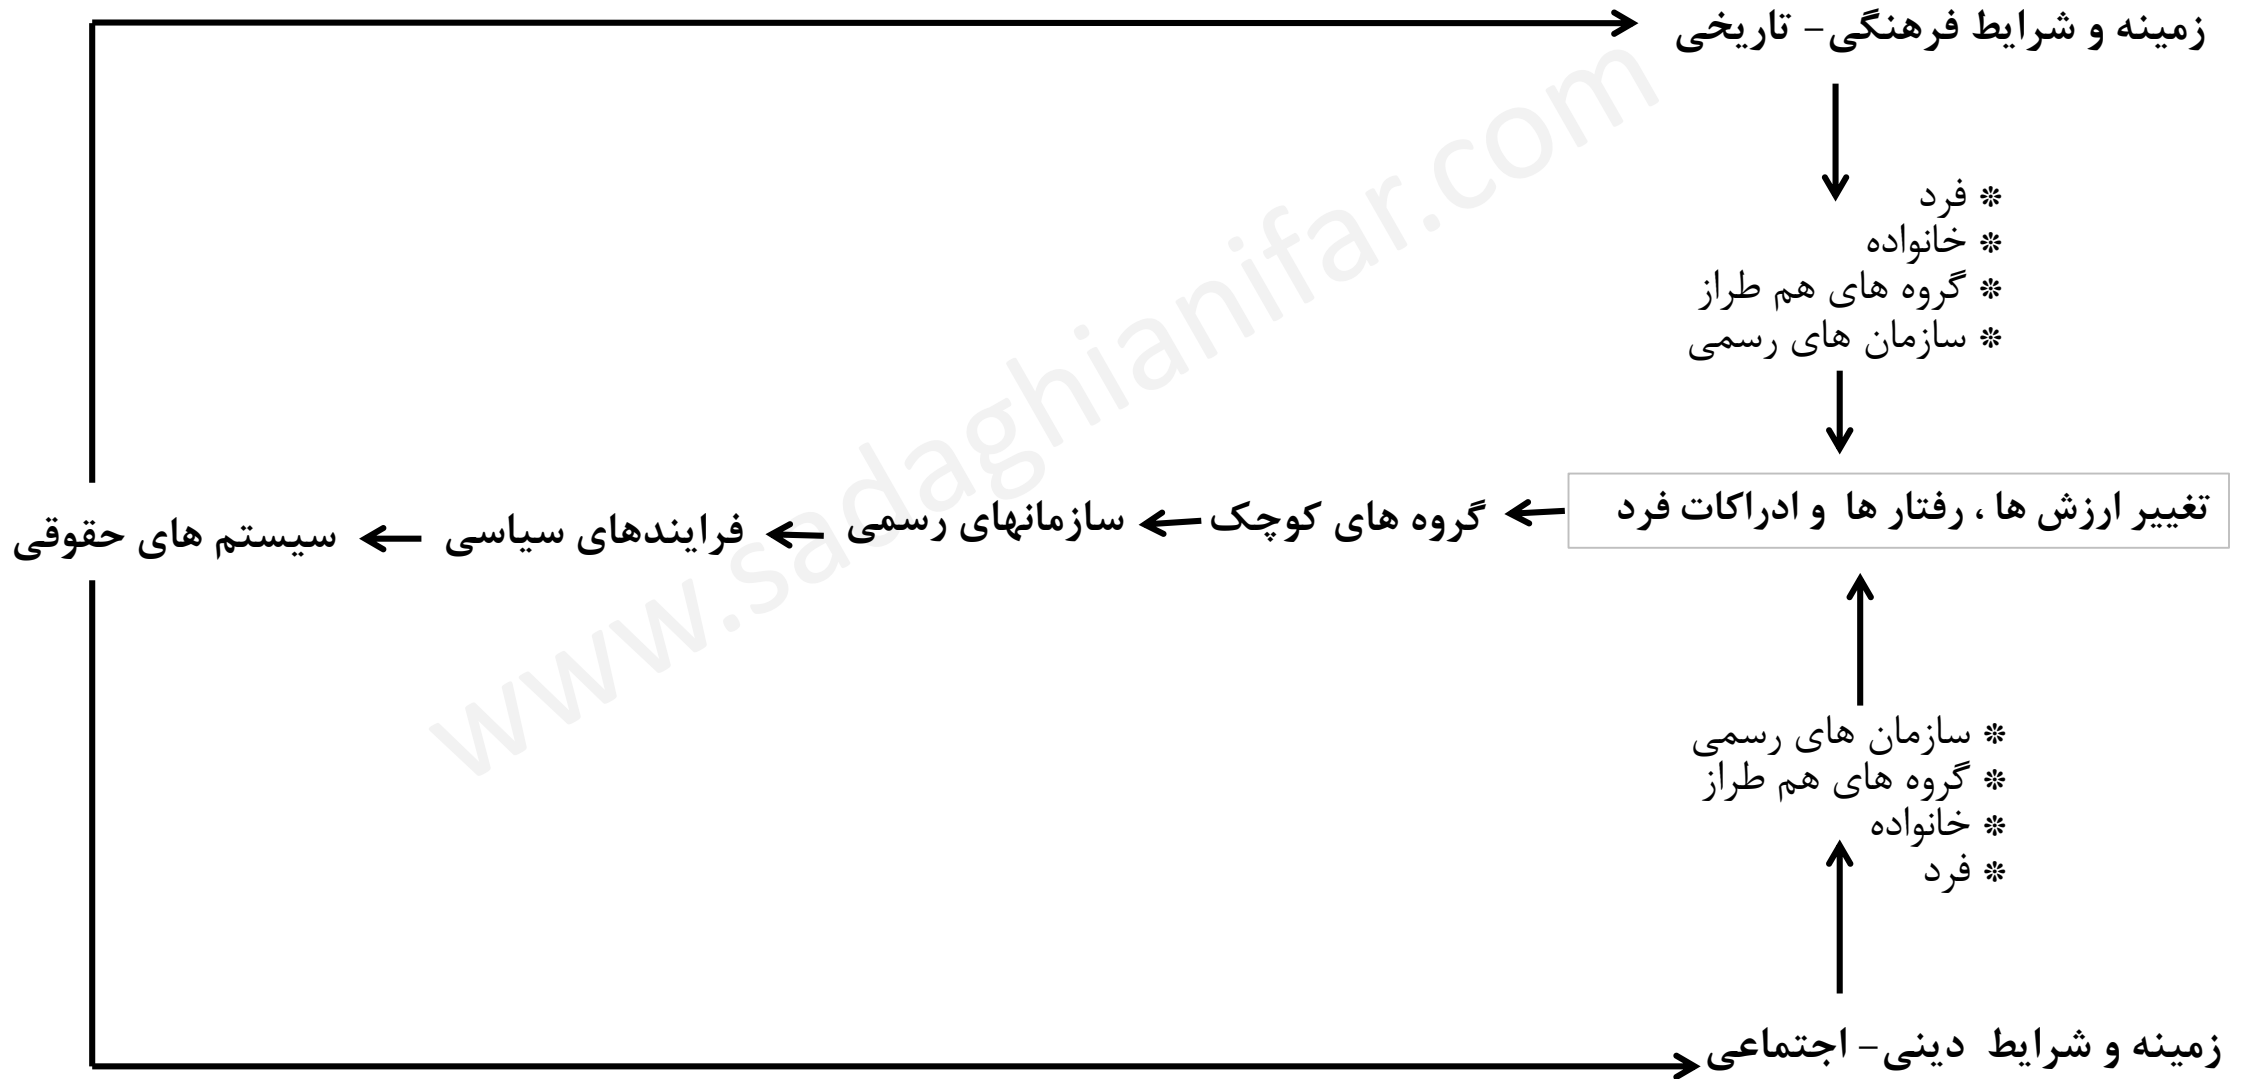 زمینه و شرایط فرهنگی- تاریخی
❊ فرد
❊ خانواده
❊ گروه های هم طراز
❊ سازمان های رسمی
تغییر ارزش ها ، رفتار ها و ادراکات فرد
گروه های کوچک
سازمانهای رسمی
فرایندهای سیاسی
سیستم های حقوقی
❊ سازمان های رسمی
❊ گروه های هم طراز
❊ خانواده
❊ فرد
زمینه و شرایط دینی- اجتماعی
www.sadaghianifar.com